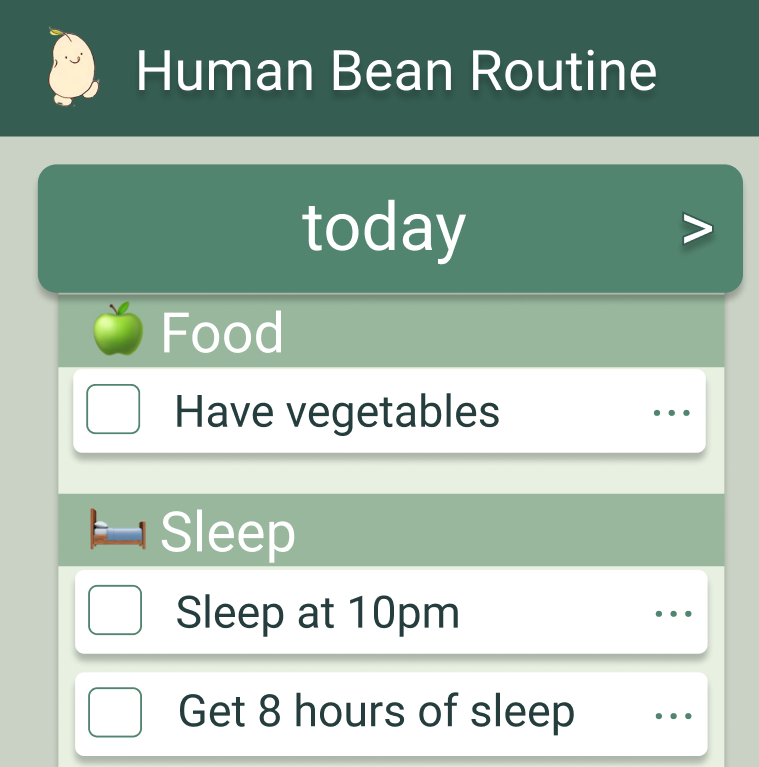 Human Bean Routine
today >
Food
Have vegetables ...
Sleep
Sleep at 10pm ...
Get 8 hours of sleep ...